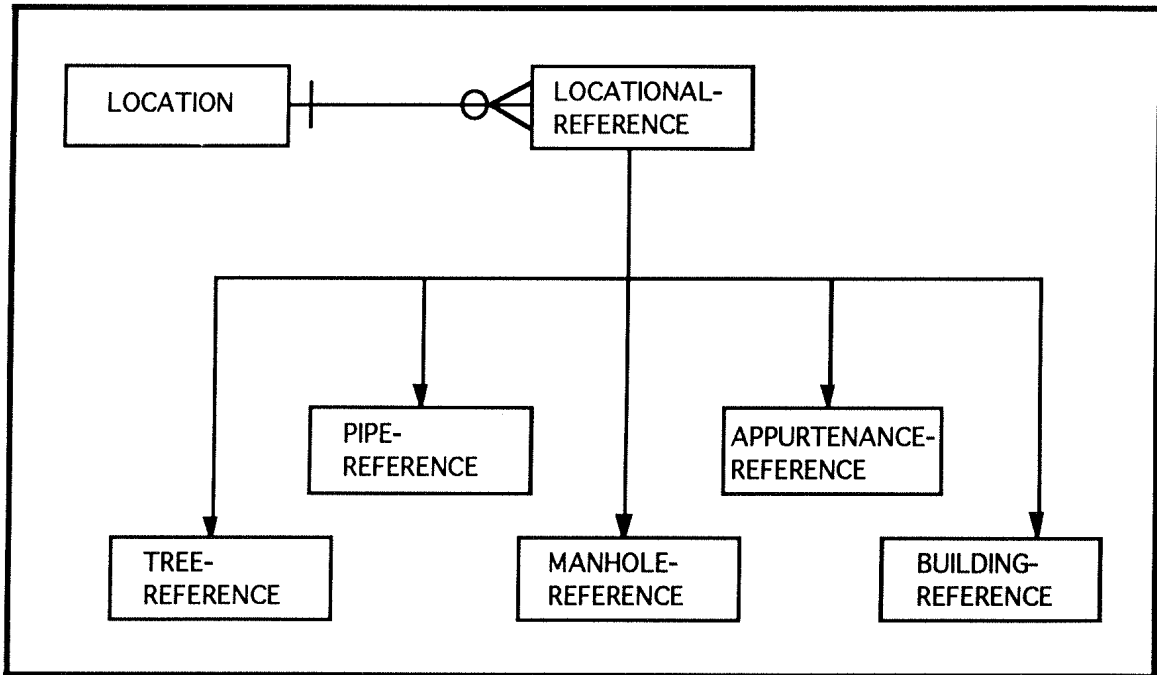 LOCATION
LOCATIONAL-
REFERENCE
PIPE-
REFERENCE
APPURTENANCE-
REFERENCE
TREE-
REFERENCE
MANHOLE-
REFERENCE
BUILDING-
REFERENCE